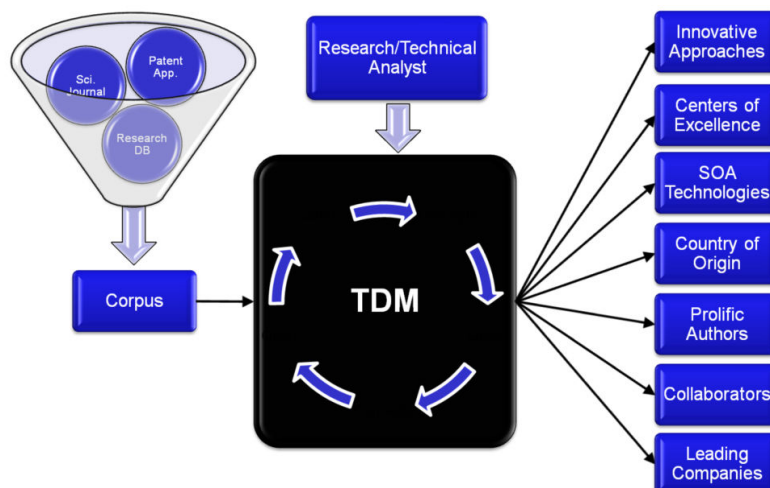 Sci.
Journal
Patent
App.
Research
DB
Research/Technical
Analyst
Corpus
TDM
Innovative
Approaches
Centers of
Excellence
SOA
Technologies
Country of
Origin
Prolific
Authors
Collaborators
Leading
Companies